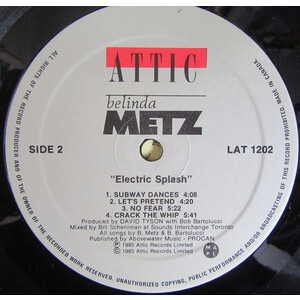 ATTIC
belinda
METZ
SIDE 2
LAT 1202
"Electric Splash"
1. SUBWAY DANCES 4:08
2. LET'S PRETEND 4:20
3. NO FEAR 5:22
4. CRACK THE WHIP 5:41
Produced by DAVID TYSON with Bob Bartolucci
Mixed by Bill Scheniman at Sounds Interchange Toronto
All songs by B. Metz & B. Bartolucci
Published by Abovewater Music - PROCAN
Ⓟ 1985 Attic Records Limited
© 1985 Attic Records Limited
ALL RIGHTS OF THE RECORD PRODUCER AND OF THE OWNER OF THE RECORDED WORK RESERVED. UNAUTHORIZED COPYING, PUBLIC PERFORMANCE AND/OR BROADCASTING OF THIS RECORD PROHIBITED. MADE IN CANADA.